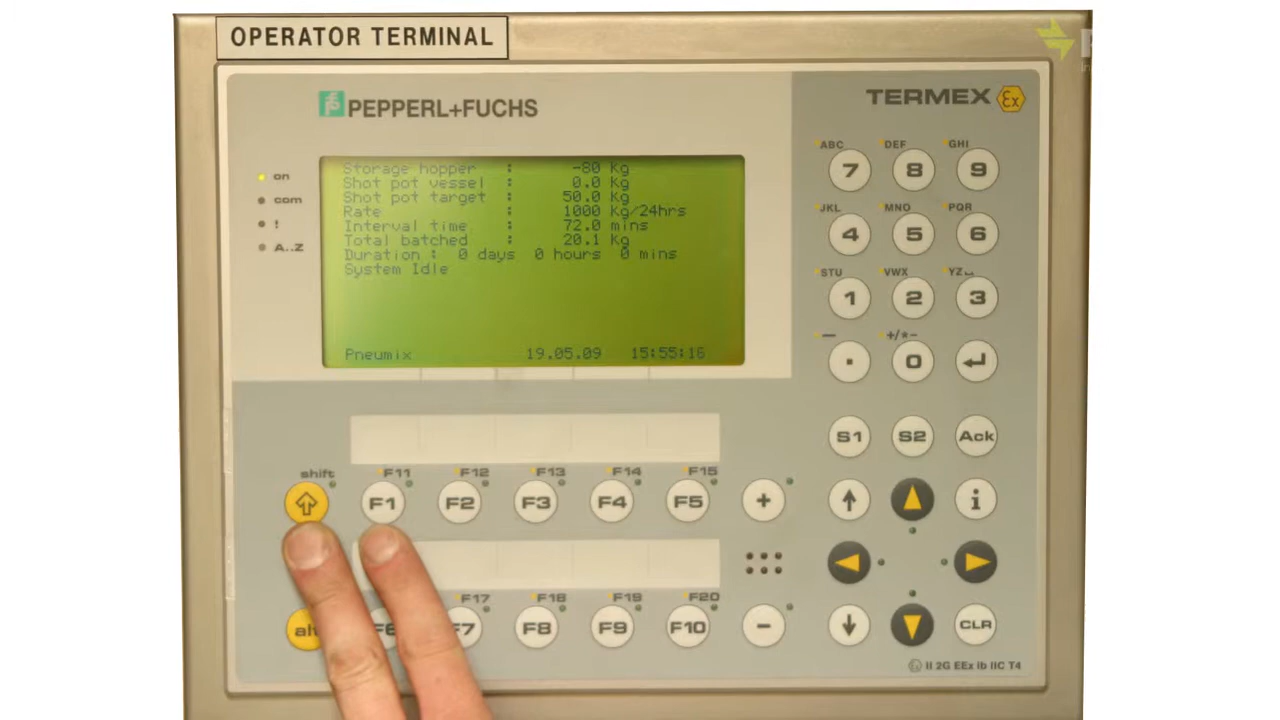 OPERATOR TERMINAL
PEPPERL+FUCHS
TERMEX Ex
on
com
!
A..Z
Storage hopper : -80 Kg
Shot pot vessel : 0.0 Kg
Shot pot target : 50.0 Kg
Rate : 1000 Kg/24hrs
Interval time : 72.0 mins
Total batched : 20.1 Kg
Duration : 0 days 0 hours 0 mins
System Idle
Pneumix 19.05.09 15:55:16
ABC DEF GHI
7 8 9
JKL MNO PQR
4 5 6
STU VWX YZ
1 2 3
— +/*-
. 0 ↵
S1 S2 Ack
shift F11 F12 F13 F14 F15
F1 F2 F3 F4 F5 + ↑ i
F17 F18 F19 F20
alt F6 F7 F8 F9 F10 - ↓ CLR
II 2G EEx ib IIC T4